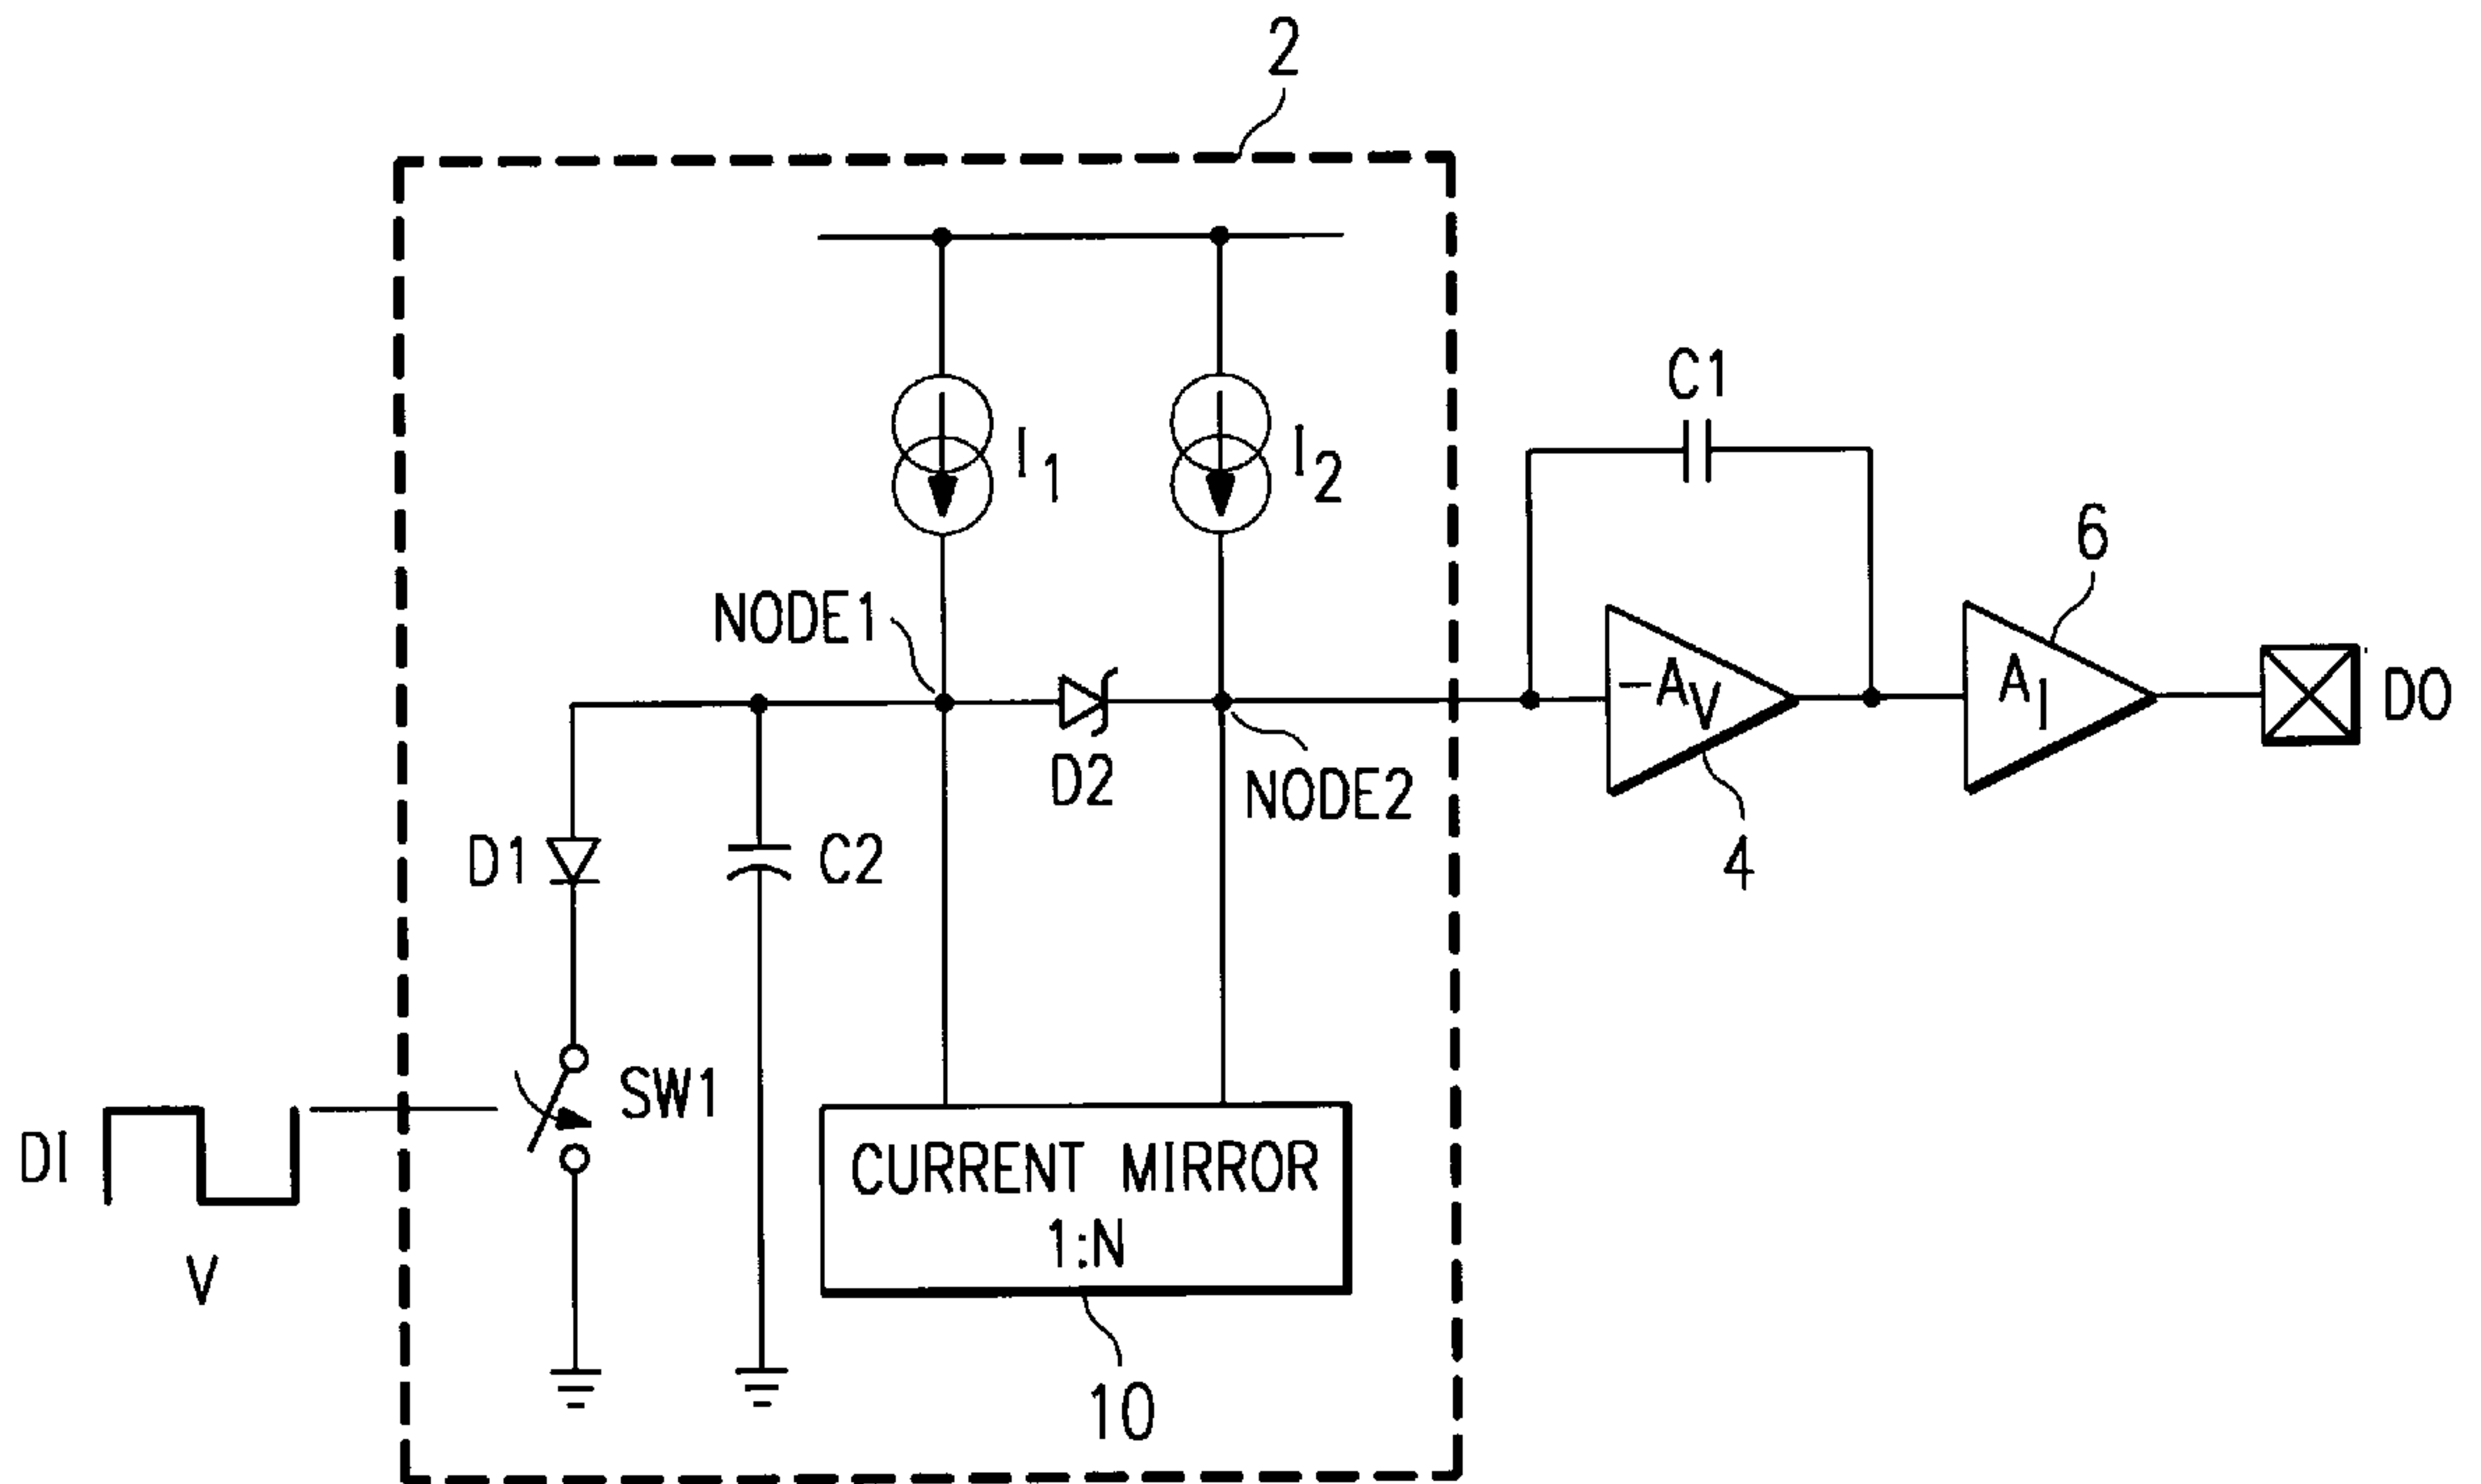 2
I1
I2
C1
6
NODE1
-AV
A1
DO
D2
NODE2
4
D1
C2
SW1
DI
V
CURRENT MIRROR
1:N
10